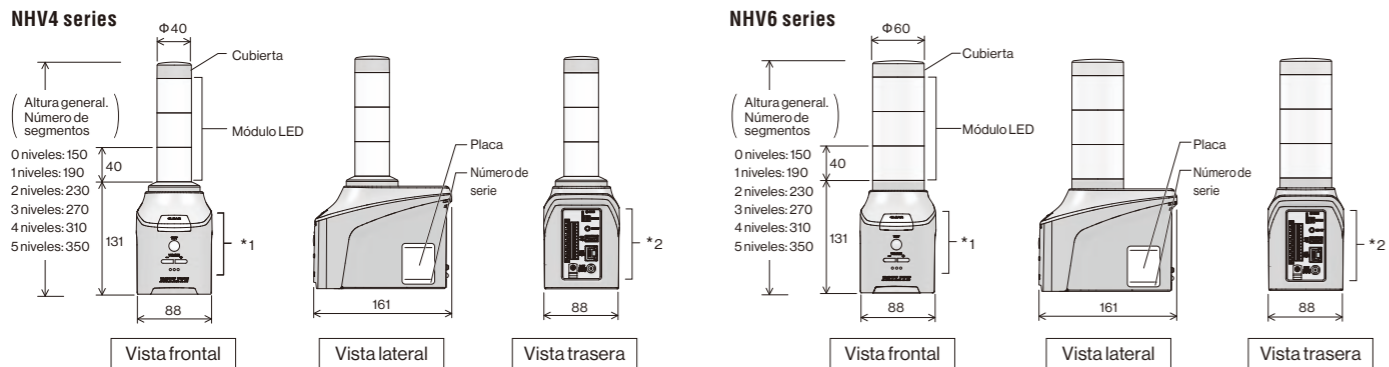 NHV4 series
Φ40
Cubierta
Altura general.
Número de
segmentos
Módulo LED
0 niveles: 150
1 niveles: 190
2 niveles: 230
3 niveles: 270
4 niveles: 310
5 niveles: 350
40
131
*1
88
Vista frontal
Placa
Número de
serie
161
Vista lateral
*2
88
Vista trasera
NHV6 series
Φ60
Cubierta
Altura general.
Número de
segmentos
Módulo LED
0 niveles: 150
1 niveles: 190
2 niveles: 230
3 niveles: 270
4 niveles: 310
5 niveles: 350
40
131
CLEAR
*1
88
Vista frontal
Placa
Número de
serie
161
Vista lateral
*2
88
Vista trasera